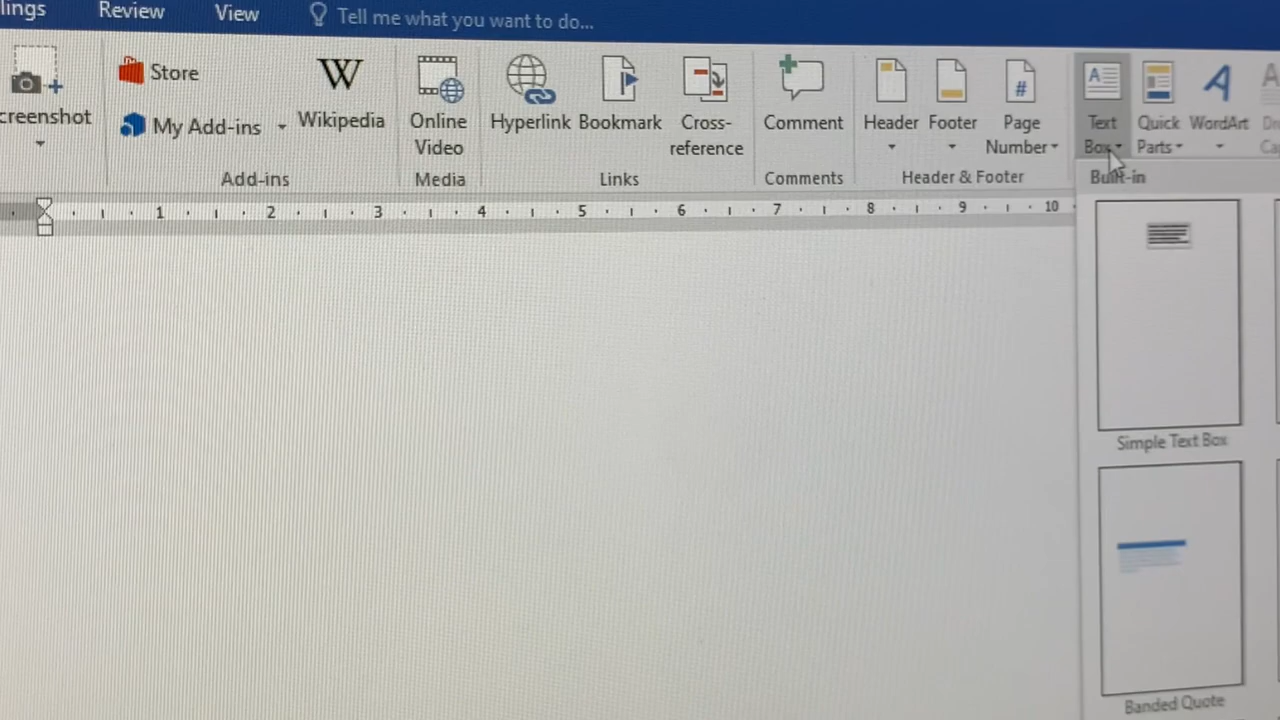 lings Review View Tell me what you want to do...
creenshot
Store
My Add-ins
Wikipedia
Add-ins
Online
Video
Media
Hyperlink Bookmark Cross-
reference
Links
Comment
Comments
Header Footer Page
Number
Header & Footer
Text
Box
Quick
Parts
WordArt
Built-in
1 2 3 4 5 6 7 8 9 10
Simple Text Box
Banded Quote